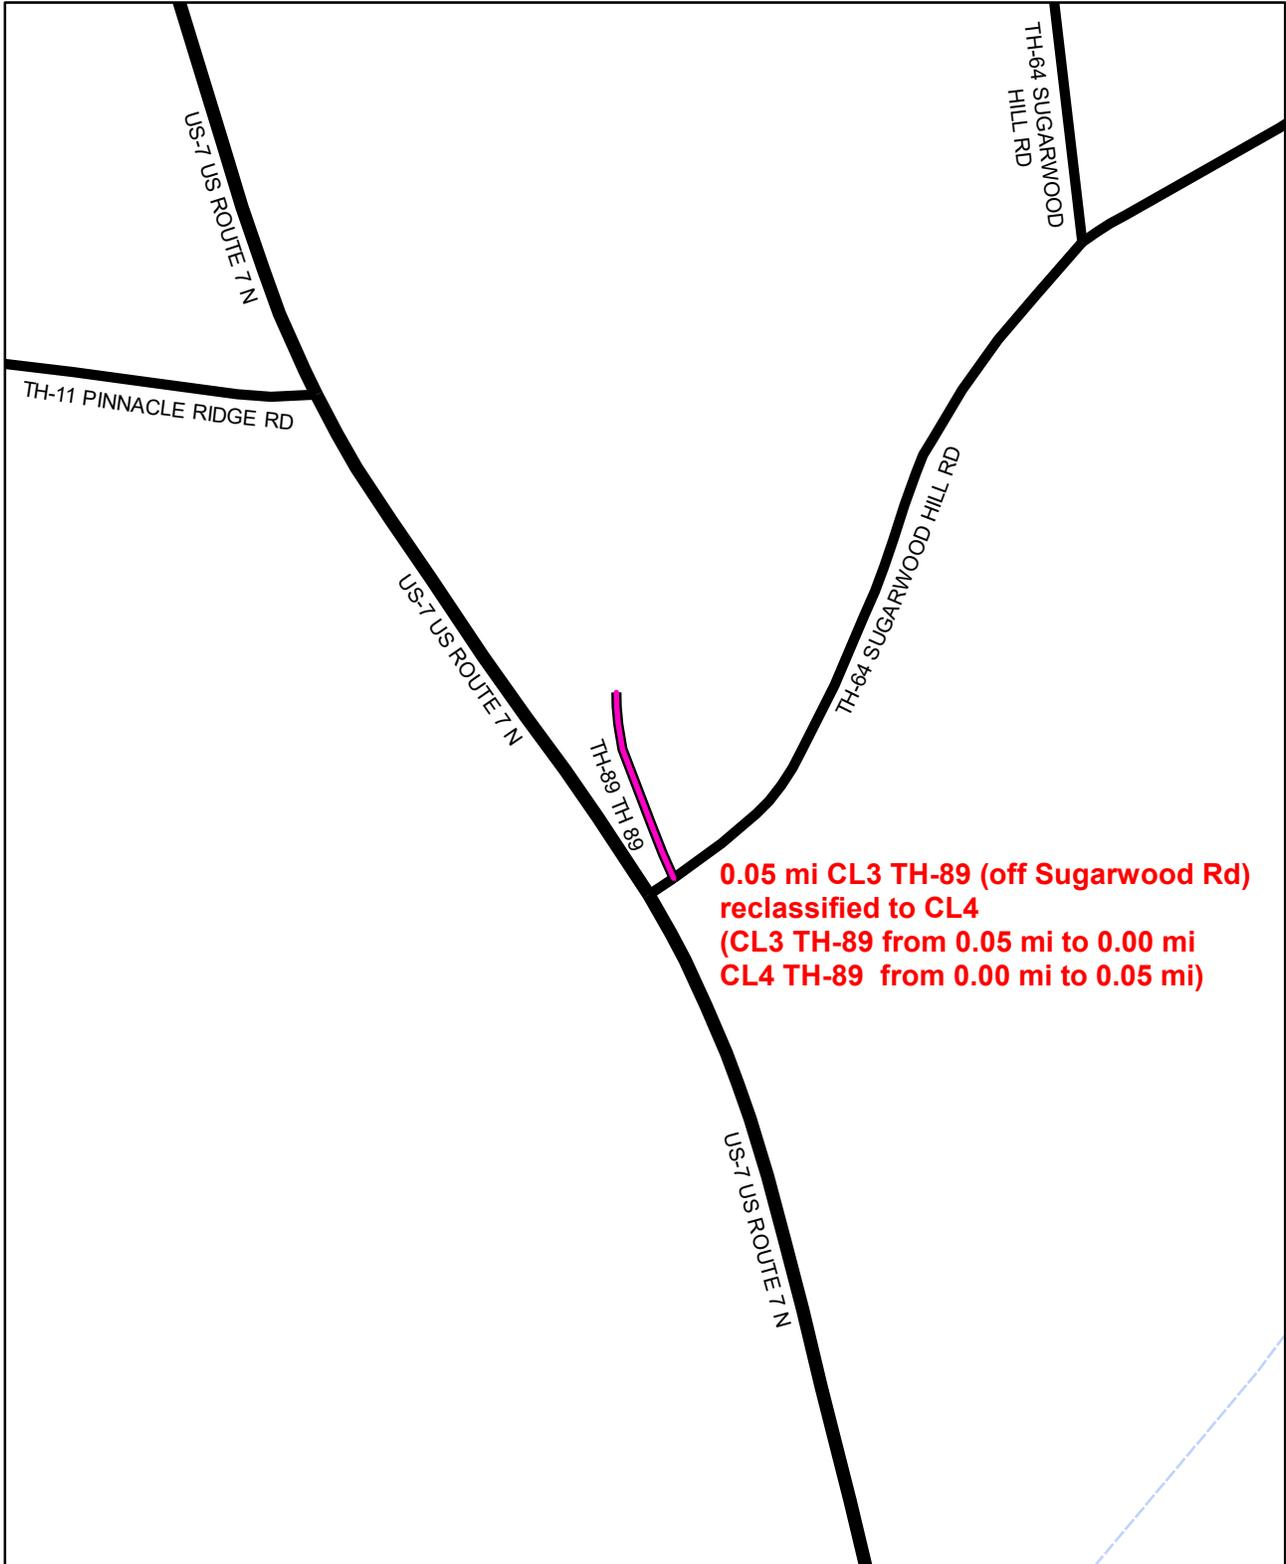 TH-64 SUGARWOOD
HILL RD
US-7 US ROUTE 7 N
TH-11 PINNACLE RIDGE RD
TH-64 SUGARWOOD HILL RD
US-7 US ROUTE 7 N
TH-89 TH 89
0.05 mi CL3 TH-89 (off Sugarwood Rd)
reclassified to CL4
(CL3 TH-89 from 0.05 mi to 0.00 mi
CL4 TH-89  from 0.00 mi to 0.05 mi)
US-7 US ROUTE 7 N